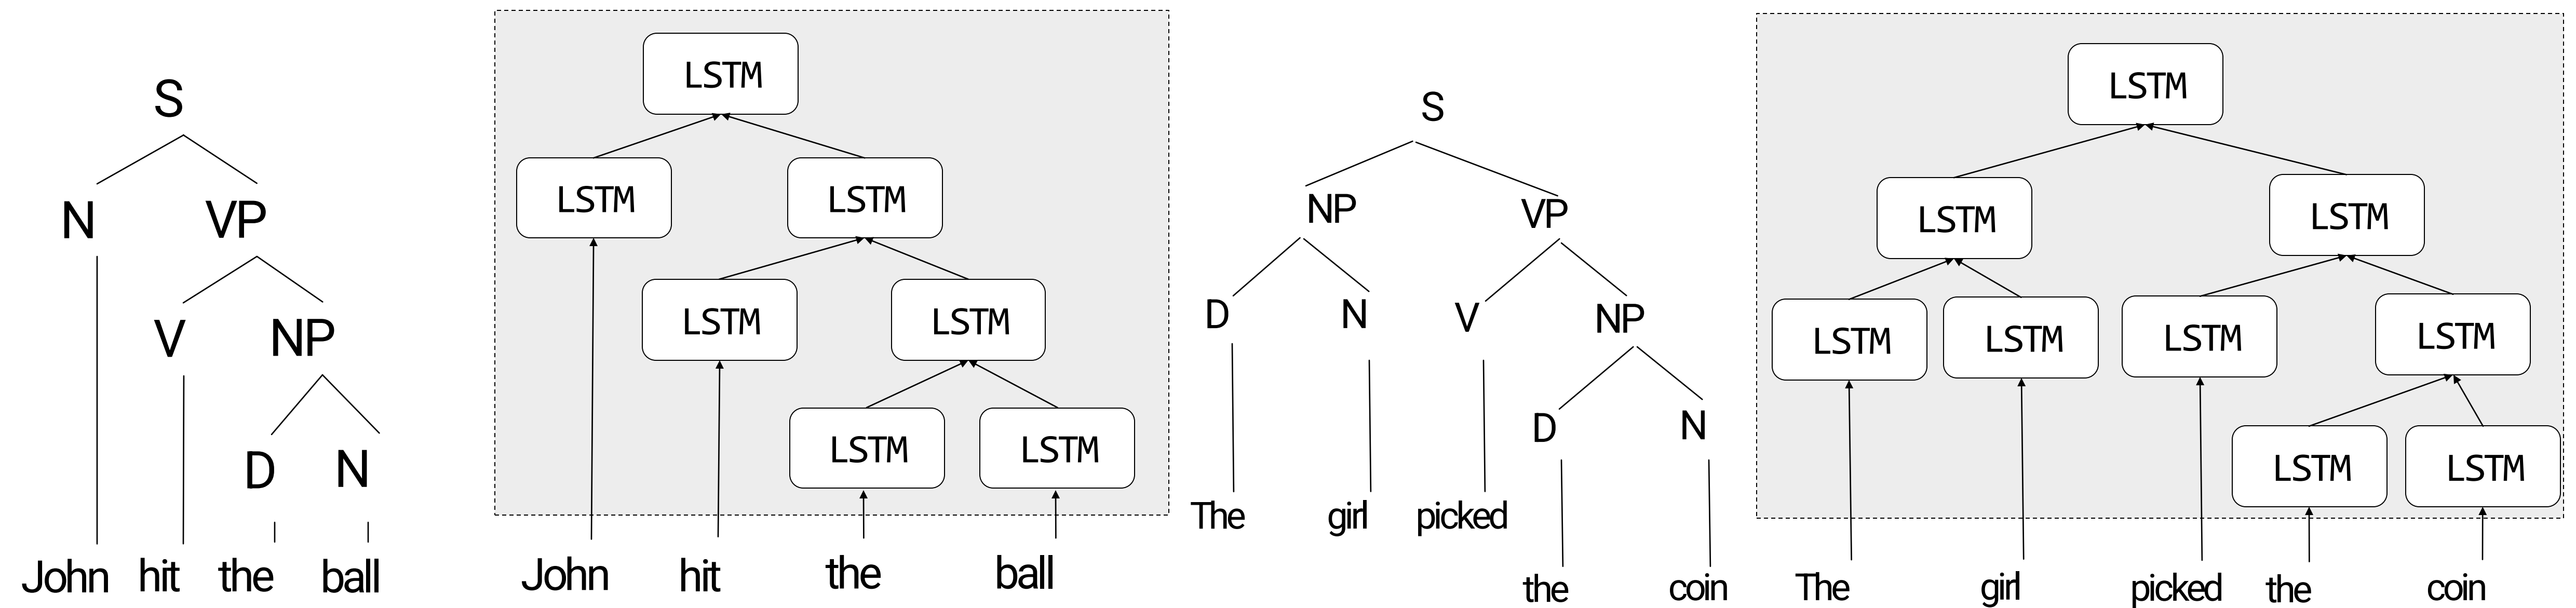 S
N VP
V NP
D N
John hit the ball
LSTM
LSTM LSTM
LSTM LSTM
LSTM LSTM
John hit the ball
S
NP VP
D N V NP
D N
The girl picked
the coin
LSTM
LSTM LSTM
LSTM LSTM LSTM LSTM
LSTM LSTM
The girl picked the coin